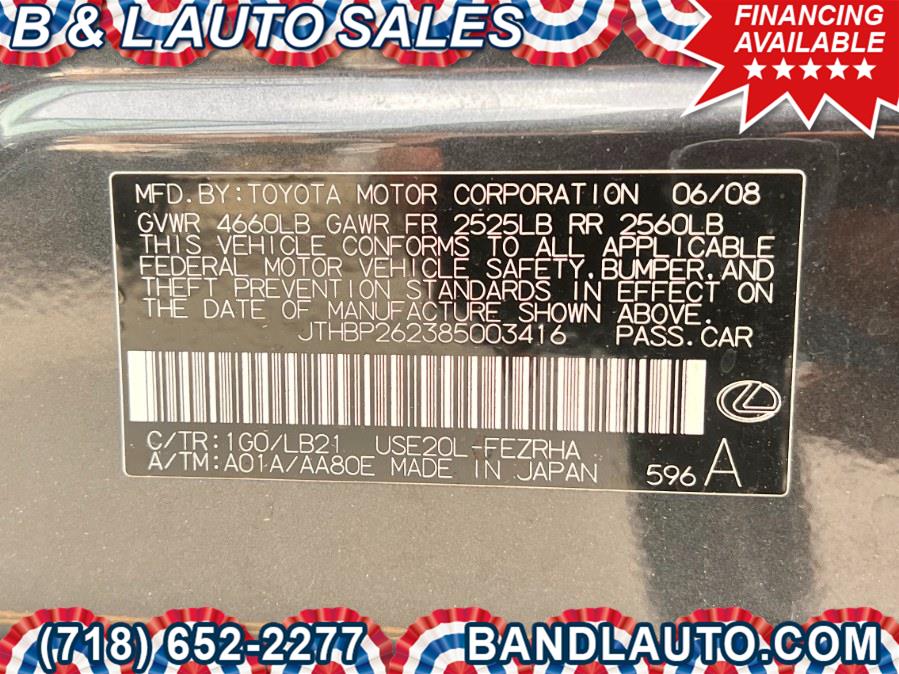 B & L AUTO SALES
FINANCING
AVAILABLE
MFD.BY:TOYOTA MOTOR CORPORATION 06/08
GVWR 4660LB GAWR FR 2525LB RR 2560LB
THIS VEHICLE CONFORMS TO ALL APPLICABLE
FEDERAL MOTOR VEHICLE SAFETY,BUMPER,AND
THEFT PREVENTION STANDARDS IN EFFECT ON
THE DATE OF MANUFACTURE SHOWN ABOVE.
JTHBP262385003416 PASS.CAR
C/TR:1G0/LB21 USE20L-FEZRHA
A/TM:A01A/AA80E MADE IN JAPAN
596 A
(718) 652-2277 BANDLAUTO.COM